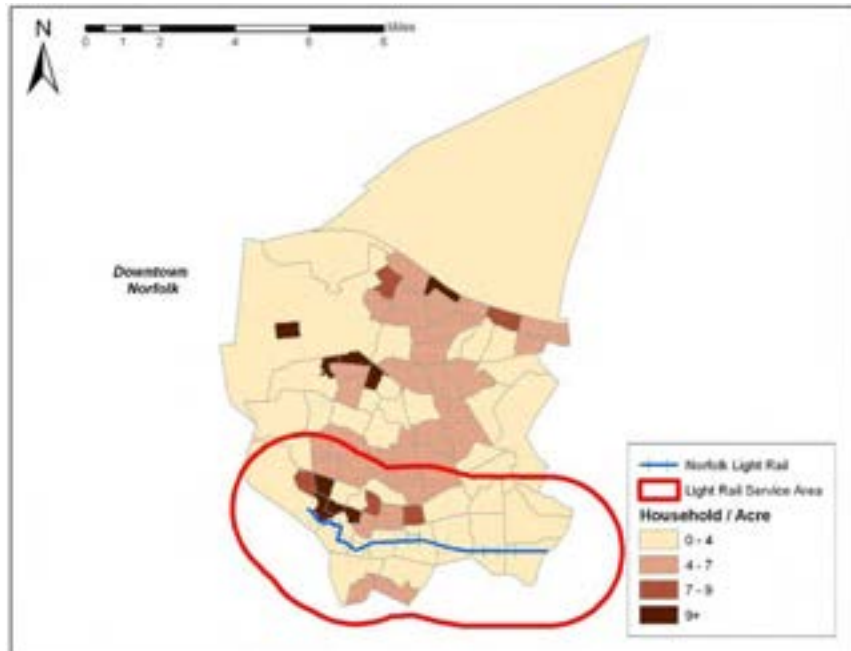 N
Miles
0 1 2 4 6 8
Downtown
Norfolk
Norfolk Light Rail
Light Rail Service Area
Household / Acre
0 - 4
4 - 7
7 - 9
9+